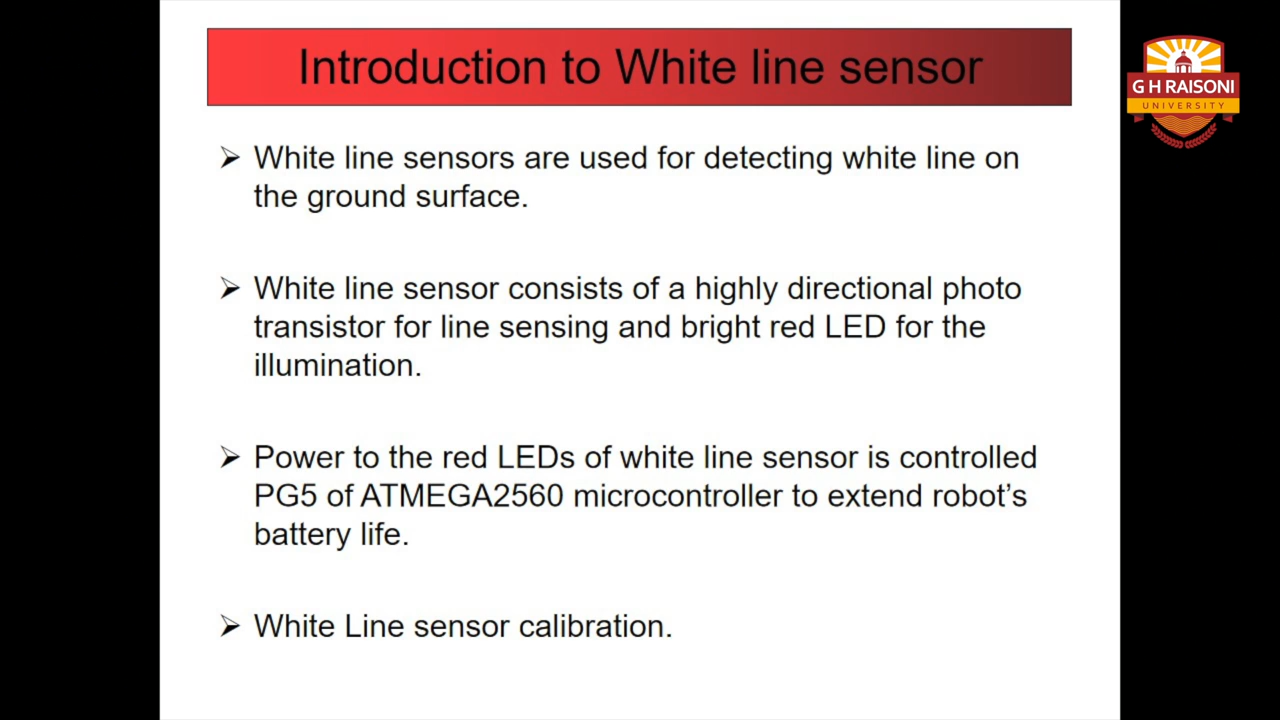 Introduction to White line sensor
G H RAISONI
UNIVERSITY
➢ White line sensors are used for detecting white line on
the ground surface.
➢ White line sensor consists of a highly directional photo
transistor for line sensing and bright red LED for the
illumination.
➢ Power to the red LEDs of white line sensor is controlled
PG5 of ATMEGA2560 microcontroller to extend robot’s
battery life.
➢ White Line sensor calibration.